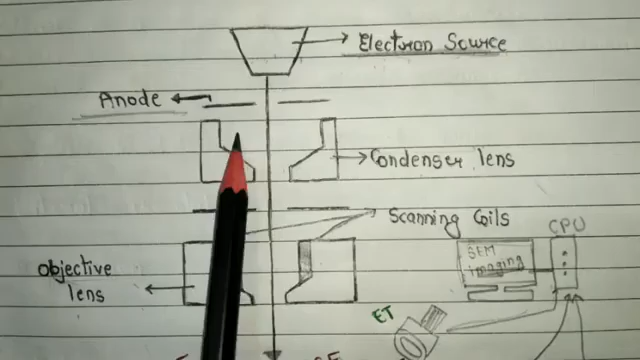 Electron Source
Anode
Condenser lens
Scanning Coils
CPU
SEM
imaging
Objective
lens
ET